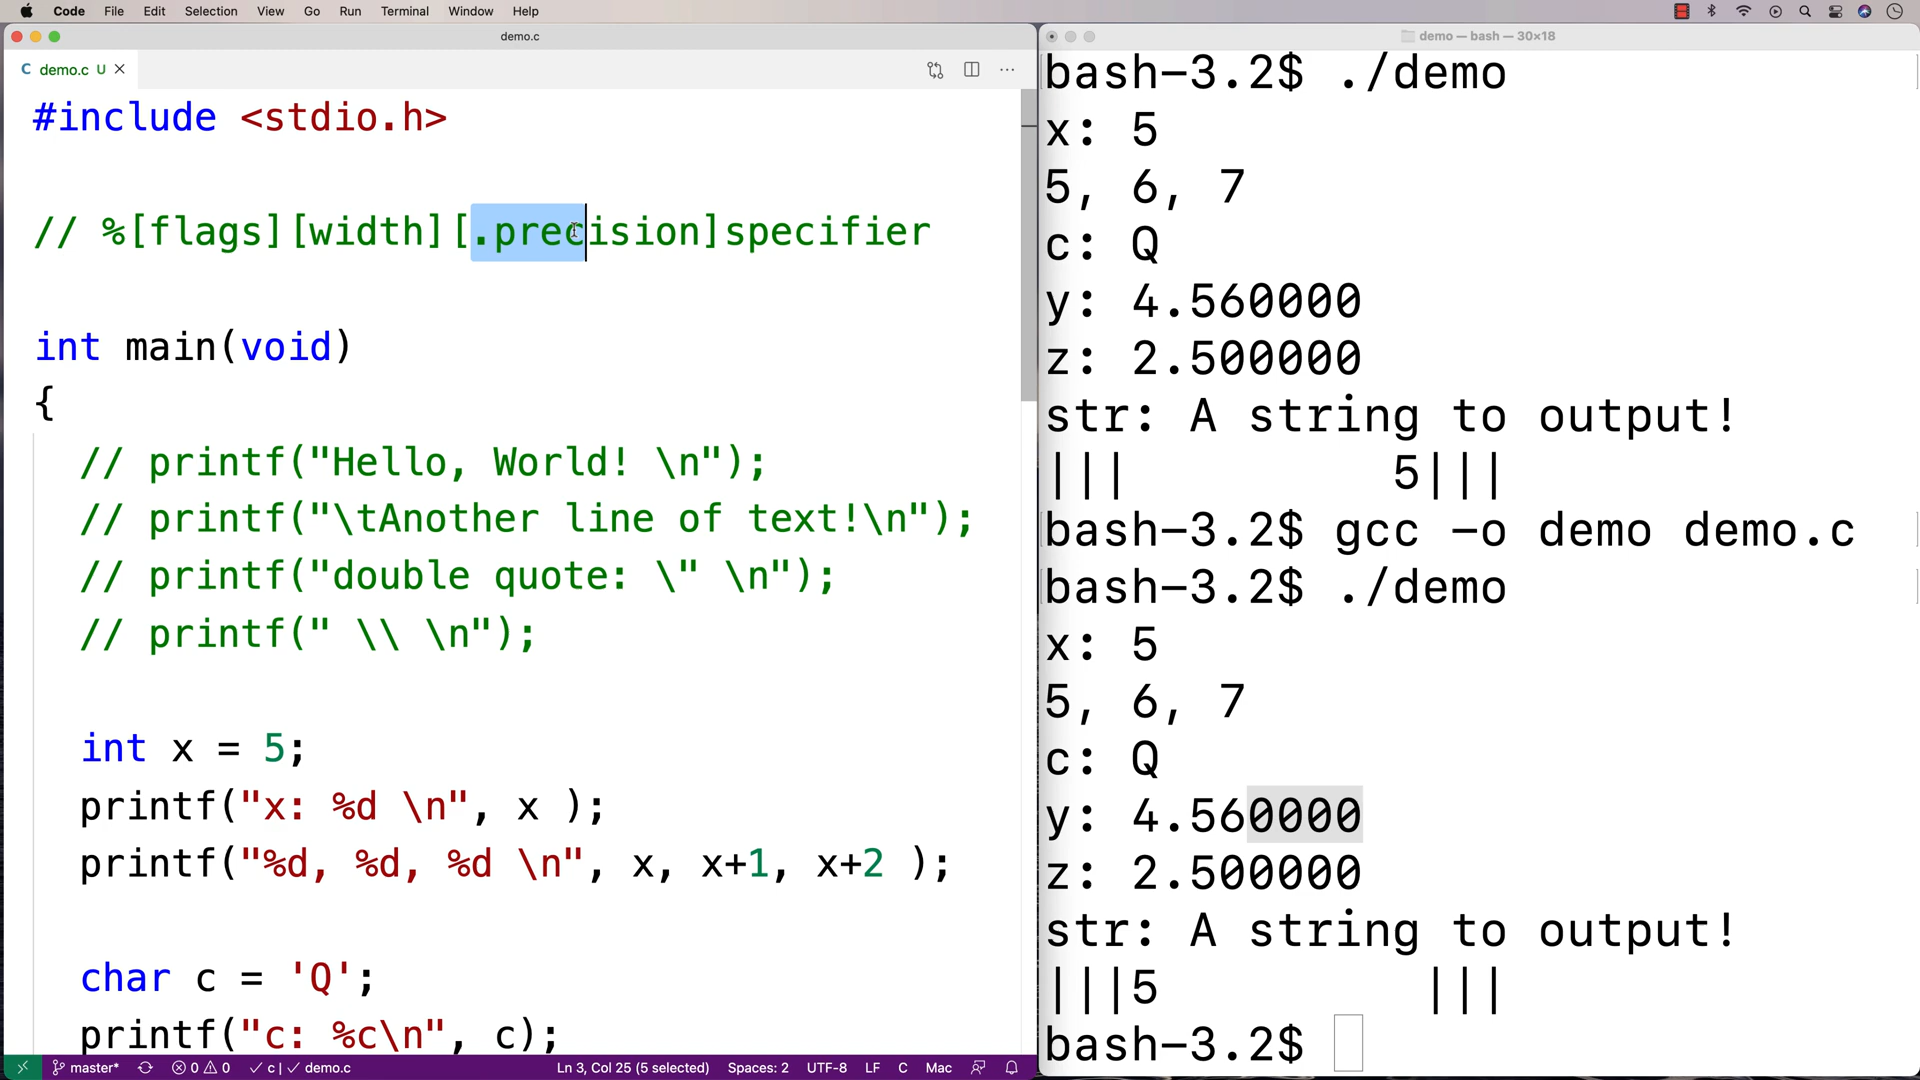 Code File Edit Selection View Go Run Terminal Window Help
demo.c
C demo.c U
#include <stdio.h>
// %[flags][width][.precision]specifier
int main(void)
{
// printf("Hello, World! \n");
// printf("\tAnother line of text!\n");
// printf("double quote: \" \n");
// printf(" \\ \n");
int x = 5;
printf("x: %d \n", x );
printf("%d, %d, %d \n", x, x+1, x+2 );
char c = 'Q';
printf("c: %c\n", c);
master* 0 0 c | demo.c Ln 3, Col 25 (5 selected) Spaces: 2 UTF-8 LF C Mac
demo — bash — 30×18
bash-3.2$ ./demo
x: 5
5, 6, 7
c: Q
y: 4.560000
z: 2.500000
str: A string to output!
|||          5|||
bash-3.2$ gcc -o demo demo.c
bash-3.2$ ./demo
x: 5
5, 6, 7
c: Q
y: 4.560000
z: 2.500000
str: A string to output!
|||5          |||
bash-3.2$